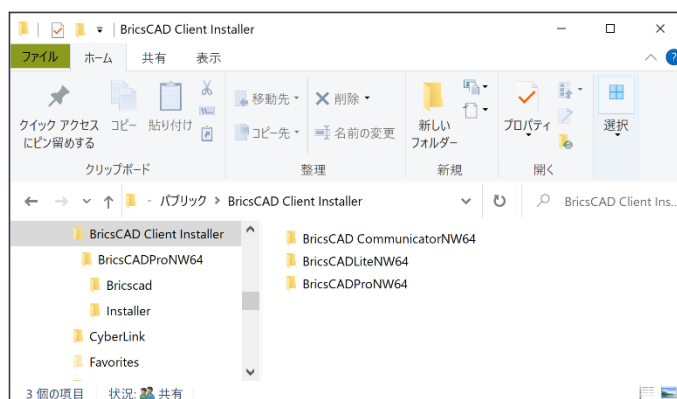 BricsCAD Client Installer
ファイル ホーム 共有 表示
クイック アクセス
にピン留めする
コピー
貼り付け
移動先
コピー先
削除
名前の変更
新しい
フォルダー
プロパティ
選択
クリップボード 整理 新規 開く
パブリック > BricsCAD Client Installer
BricsCAD Client Ins...
BricsCAD Client Installer
BricsCADProNW64
Bricscad
Installer
CyberLink
Favorites
BricsCAD CommunicatorNW64
BricsCADLiteNW64
BricsCADProNW64
3 個の項目 状況: 共有